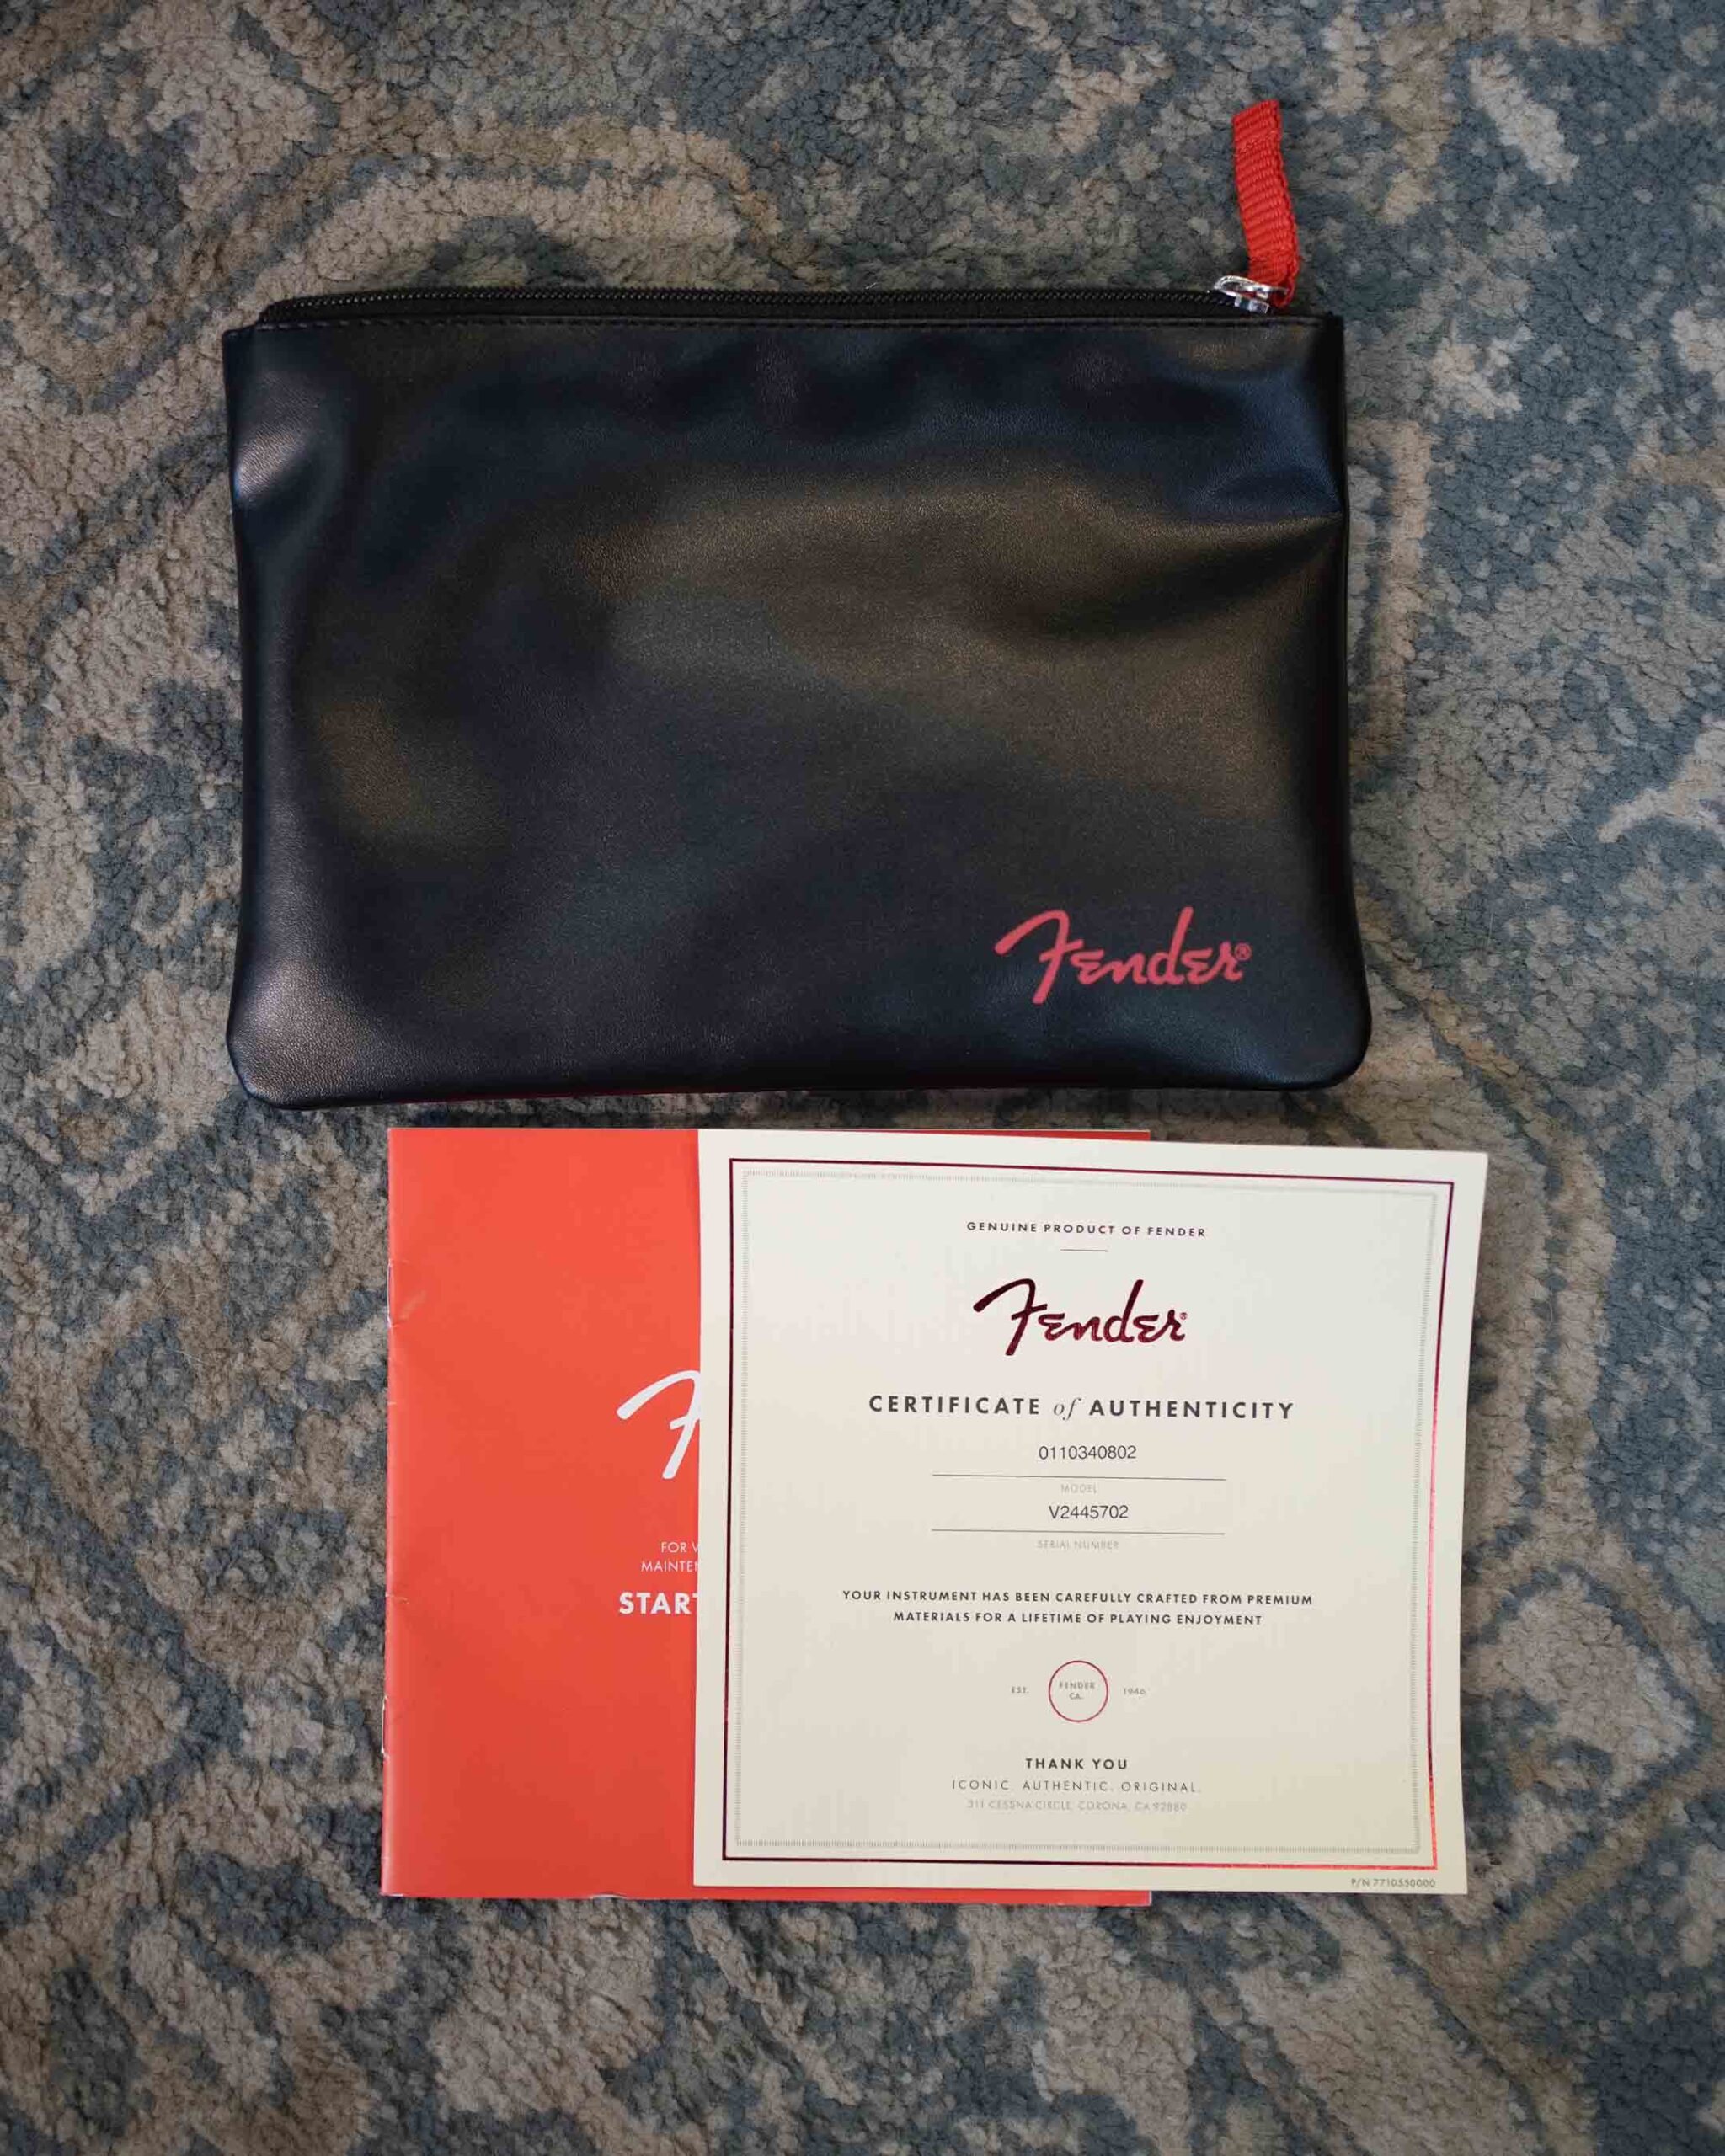 Fender®
GENUINE PRODUCT OF FENDER
Fender®
CERTIFICATE of AUTHENTICITY
0110340802
MODEL
V2445702
SERIAL NUMBER
YOUR INSTRUMENT HAS BEEN CAREFULLY CRAFTED FROM PREMIUM
MATERIALS FOR A LIFETIME OF PLAYING ENJOYMENT
EST. FENDER CA. 1946
THANK YOU
ICONIC. AUTHENTIC. ORIGINAL.
311 CESSNA CIRCLE, CORONA, CA 92880
P/N 7710550000
F
FOR
START